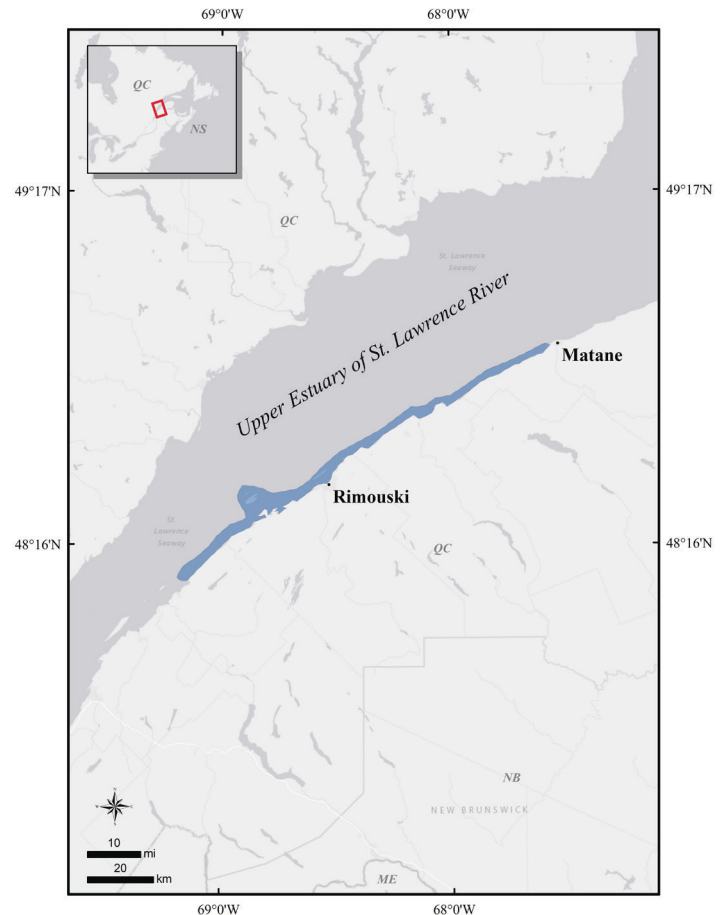 69°0'W 68°0'W
QC
NS
49°17'N 49°17'N
QC
St. Lawrence
Seaway
Upper Estuary of St. Lawrence River
Matane
Rimouski
St.
Lawrence
Seaway
48°16'N 48°16'N
QC
NB
NEW BRUNSWICK
10
mi
20
km
ME
69°0'W 68°0'W